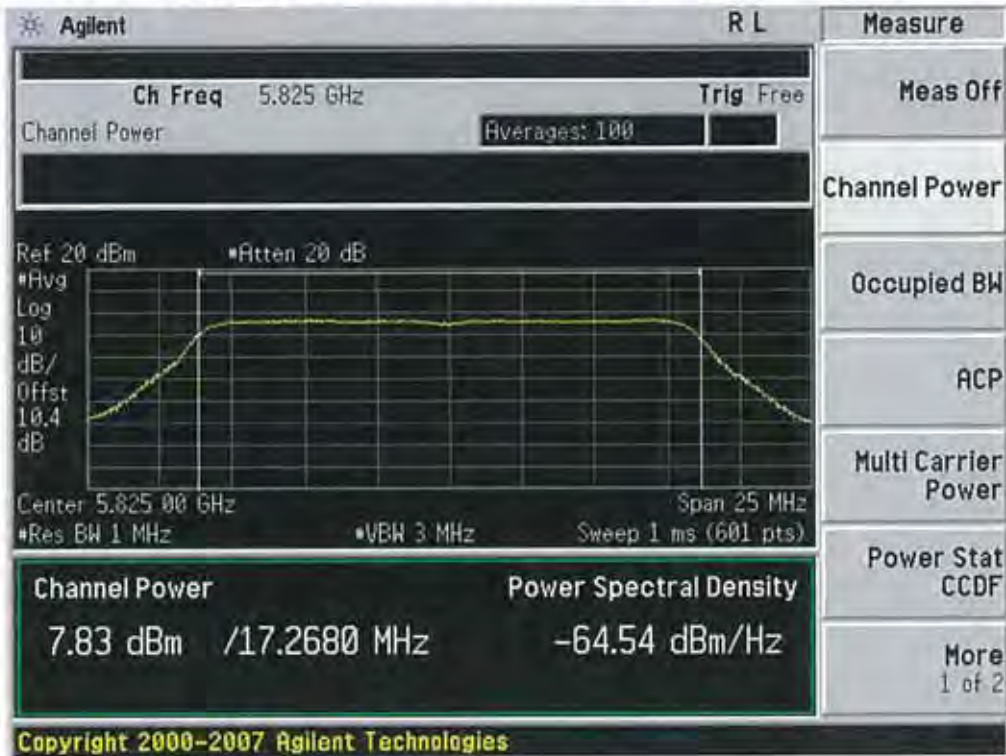 Agilent R L Measure
Ch Freq 5.825 GHz Trig Free
Channel Power Averages: 100
Meas Off
Channel Power
Occupied BW
ACP
Multi Carrier
Power
Power Stat
CCDF
More
1 of 2
Ref 20 dBm #Atten 20 dB
#Avg
Log
10
dB/
Offst
10.4
dB
Center 5.825 00 GHz Span 25 MHz
#Res BW 1 MHz #VBW 3 MHz Sweep 1 ms (601 pts)
Channel Power Power Spectral Density
7.83 dBm /17.2680 MHz -64.54 dBm/Hz
Copyright 2000-2007 Agilent Technologies